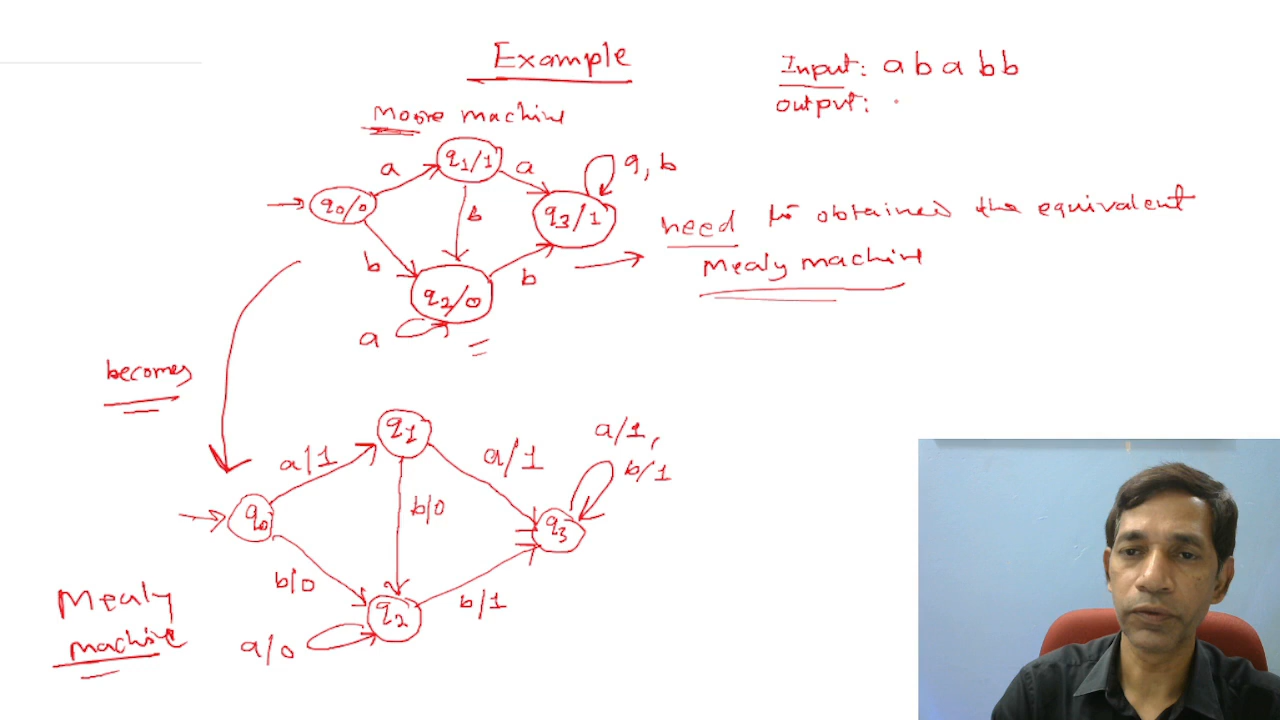 Example
Input: a b a b b
output:
Moore machine
q1/1
a
a
a, b
q0/0
q3/1
b
need to obtained the equivalent
Mealy machine
b
b
q2/0
a
becomes
q1
a/1,
b/1
a/1
a/1
q0
b/0
q3
b/0
b/1
Mealy
machine
q2
a/0